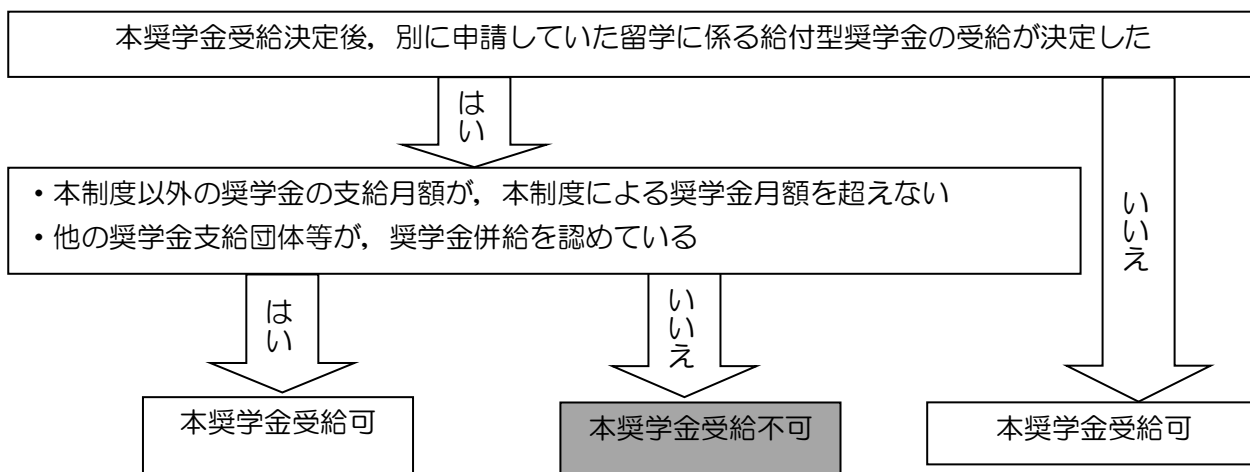 本奨学金受給決定後，別に申請していた留学に係る給付型奨学金の受給が決定した
はい
・本制度以外の奨学金の支給月額が，本制度による奨学金月額を超えない
・他の奨学金支給団体等が，奨学金併給を認めている
いいえ
はい
いいえ
本奨学金受給可
本奨学金受給不可
本奨学金受給可